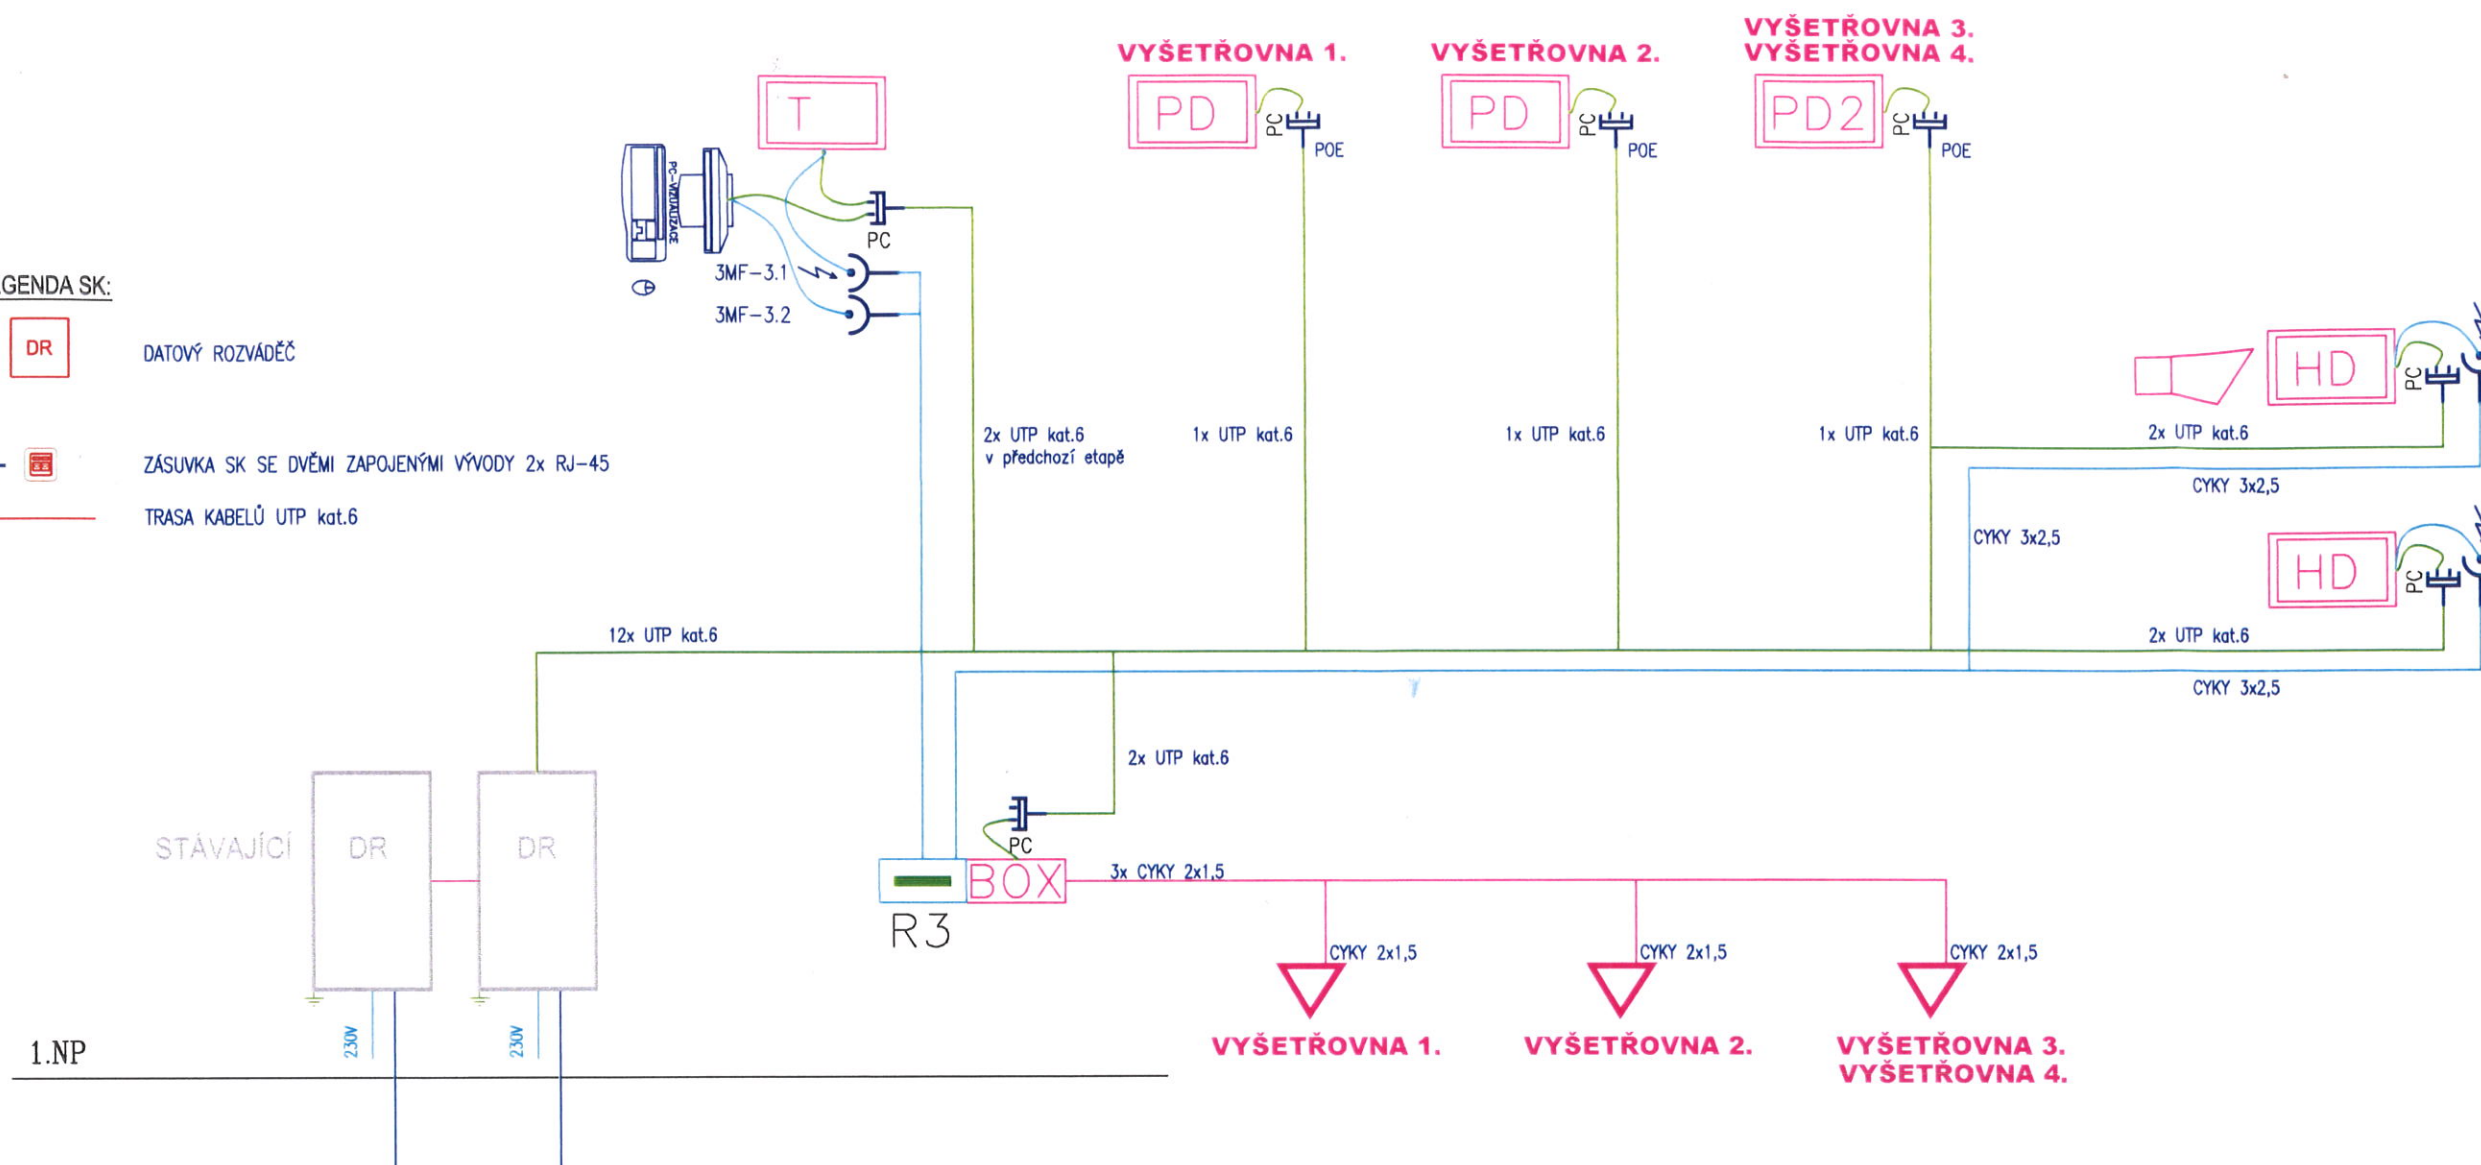 VYŠETŘOVNA 3.
VYŠETŘOVNA 1.
VYŠETŘOVNA 2.
VYŠETŘOVNA 4.
T
PD
PC
POE
PD
PC
POE
PD2
PC
POE
PC-VIZUALIZACE
PC
3MF-3.1
3MF-3.2
GENDA SK:
DR
DATOVÝ ROZVÁDĚČ
ZÁSUVKA SK SE DVĚMI ZAPOJENÝMI VÝVODY 2x RJ-45
TRASA KABELŮ UTP kat.6
2x UTP kat.6
v předchozí etapě
1x UTP kat.6
1x UTP kat.6
1x UTP kat.6
HD
PC
2x UTP kat.6
CYKY 3x2,5
CYKY 3x2,5
HD
PC
12x UTP kat.6
2x UTP kat.6
CYKY 3x2,5
2x UTP kat.6
STÁVAJÍCÍ
DR
DR
PC
BOX
3x CYKY 2x1,5
R3
CYKY 2x1,5
CYKY 2x1,5
CYKY 2x1,5
230V
230V
1.NP
VYŠETŘOVNA 1.
VYŠETŘOVNA 2.
VYŠETŘOVNA 3.
VYŠETŘOVNA 4.